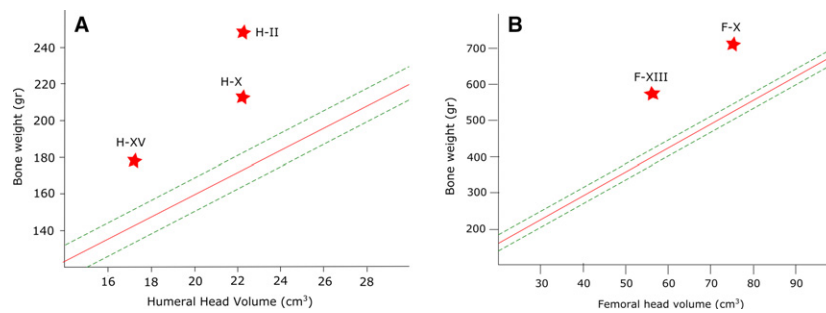 A
H-II
H-X
H-XV
240
220
200
180
160
140
Bone weight (gr)
16 18 20 22 24 26 28
Humeral Head Volume (cm³)
B
F-X
F-XIII
700
600
500
400
300
200
Bone weight (gr)
30 40 50 60 70 80 90
Femoral head volume (cm³)